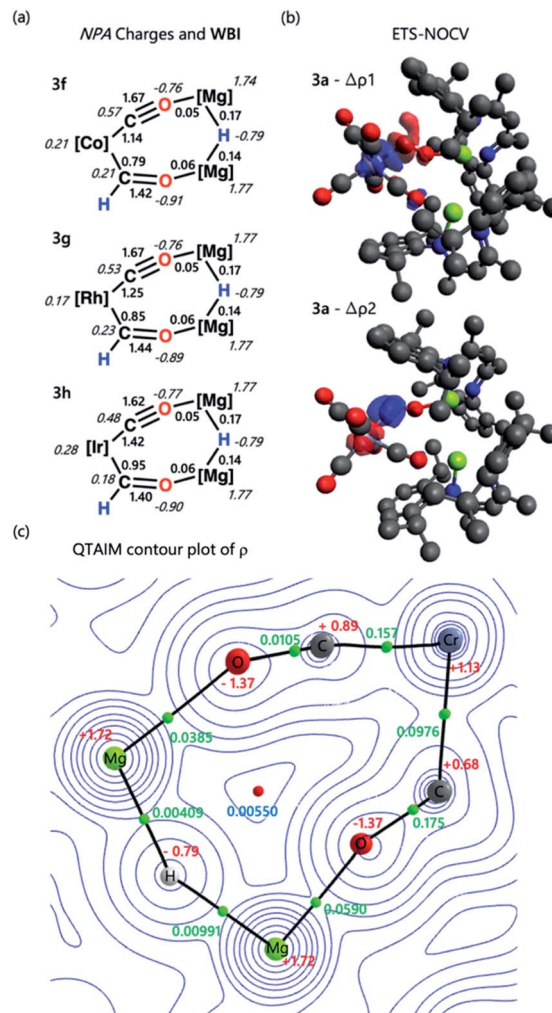 (a)
NPA Charges and WBI
(b)
ETS-NOCV
3f
1.67
-0.76
[Mg]
1.74
0.57
C
O
0.05
0.17
0.21
[Co]
1.14
H
-0.79
0.79
0.14
0.21
C
O
0.06
[Mg]
H
1.42
-0.91
1.77
3g
1.67
-0.76
[Mg]
1.77
0.53
C
O
0.05
0.17
0.17
[Rh]
1.25
H
-0.79
0.85
0.14
0.23
C
O
0.06
[Mg]
H
1.44
-0.89
1.77
3h
1.62
-0.77
[Mg]
1.77
0.48
C
O
0.05
0.17
0.28
[Ir]
1.42
H
-0.79
0.95
0.14
0.18
C
O
0.06
[Mg]
H
1.40
-0.90
1.77
3a - Δρ1
3a - Δρ2
(c)
QTAIM contour plot of ρ
O
- 1.37
0.0105
+ 0.89
C
0.157
Cr
+1.13
+1.72
Mg
0.0385
0.0976
+0.68
C
0.00550
0.00409
-1.37
O
0.175
- 0.79
H
0.00991
0.0590
Mg
+1.72